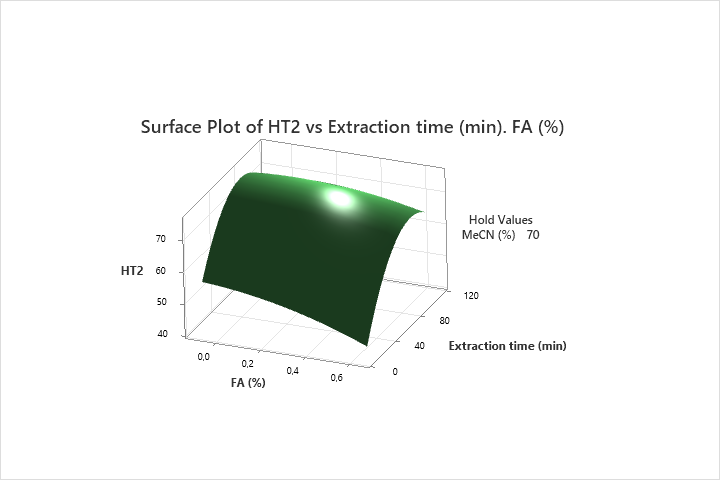 Surface Plot of HT2 vs Extraction time (min). FA (%)
Hold Values
MeCN (%) 70
70
HT2 60
50
40
0,0
0,2
0,4
0,6
FA (%)
0
40
80
120
Extraction time (min)